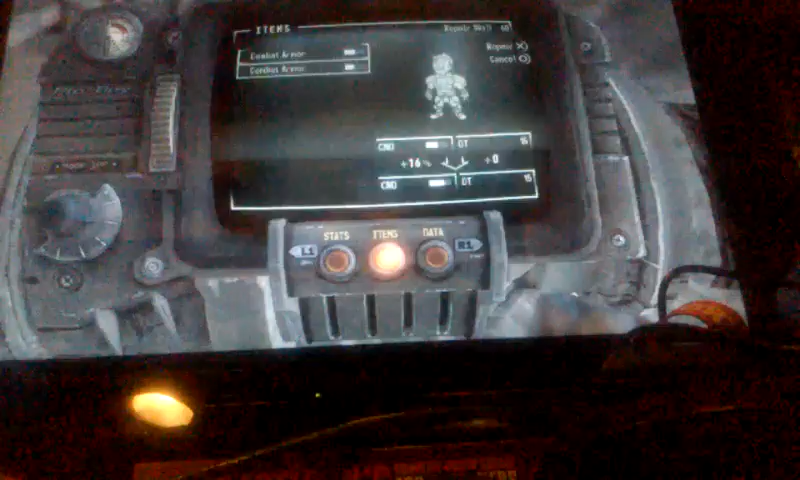 ITEMS
Repair Skill
Repair X)
Cancel O)
Combat Armor
Combat Armor
CND DT 15
+16% +0
CND DT 15
STATS ITEMS DATA
L1 R1